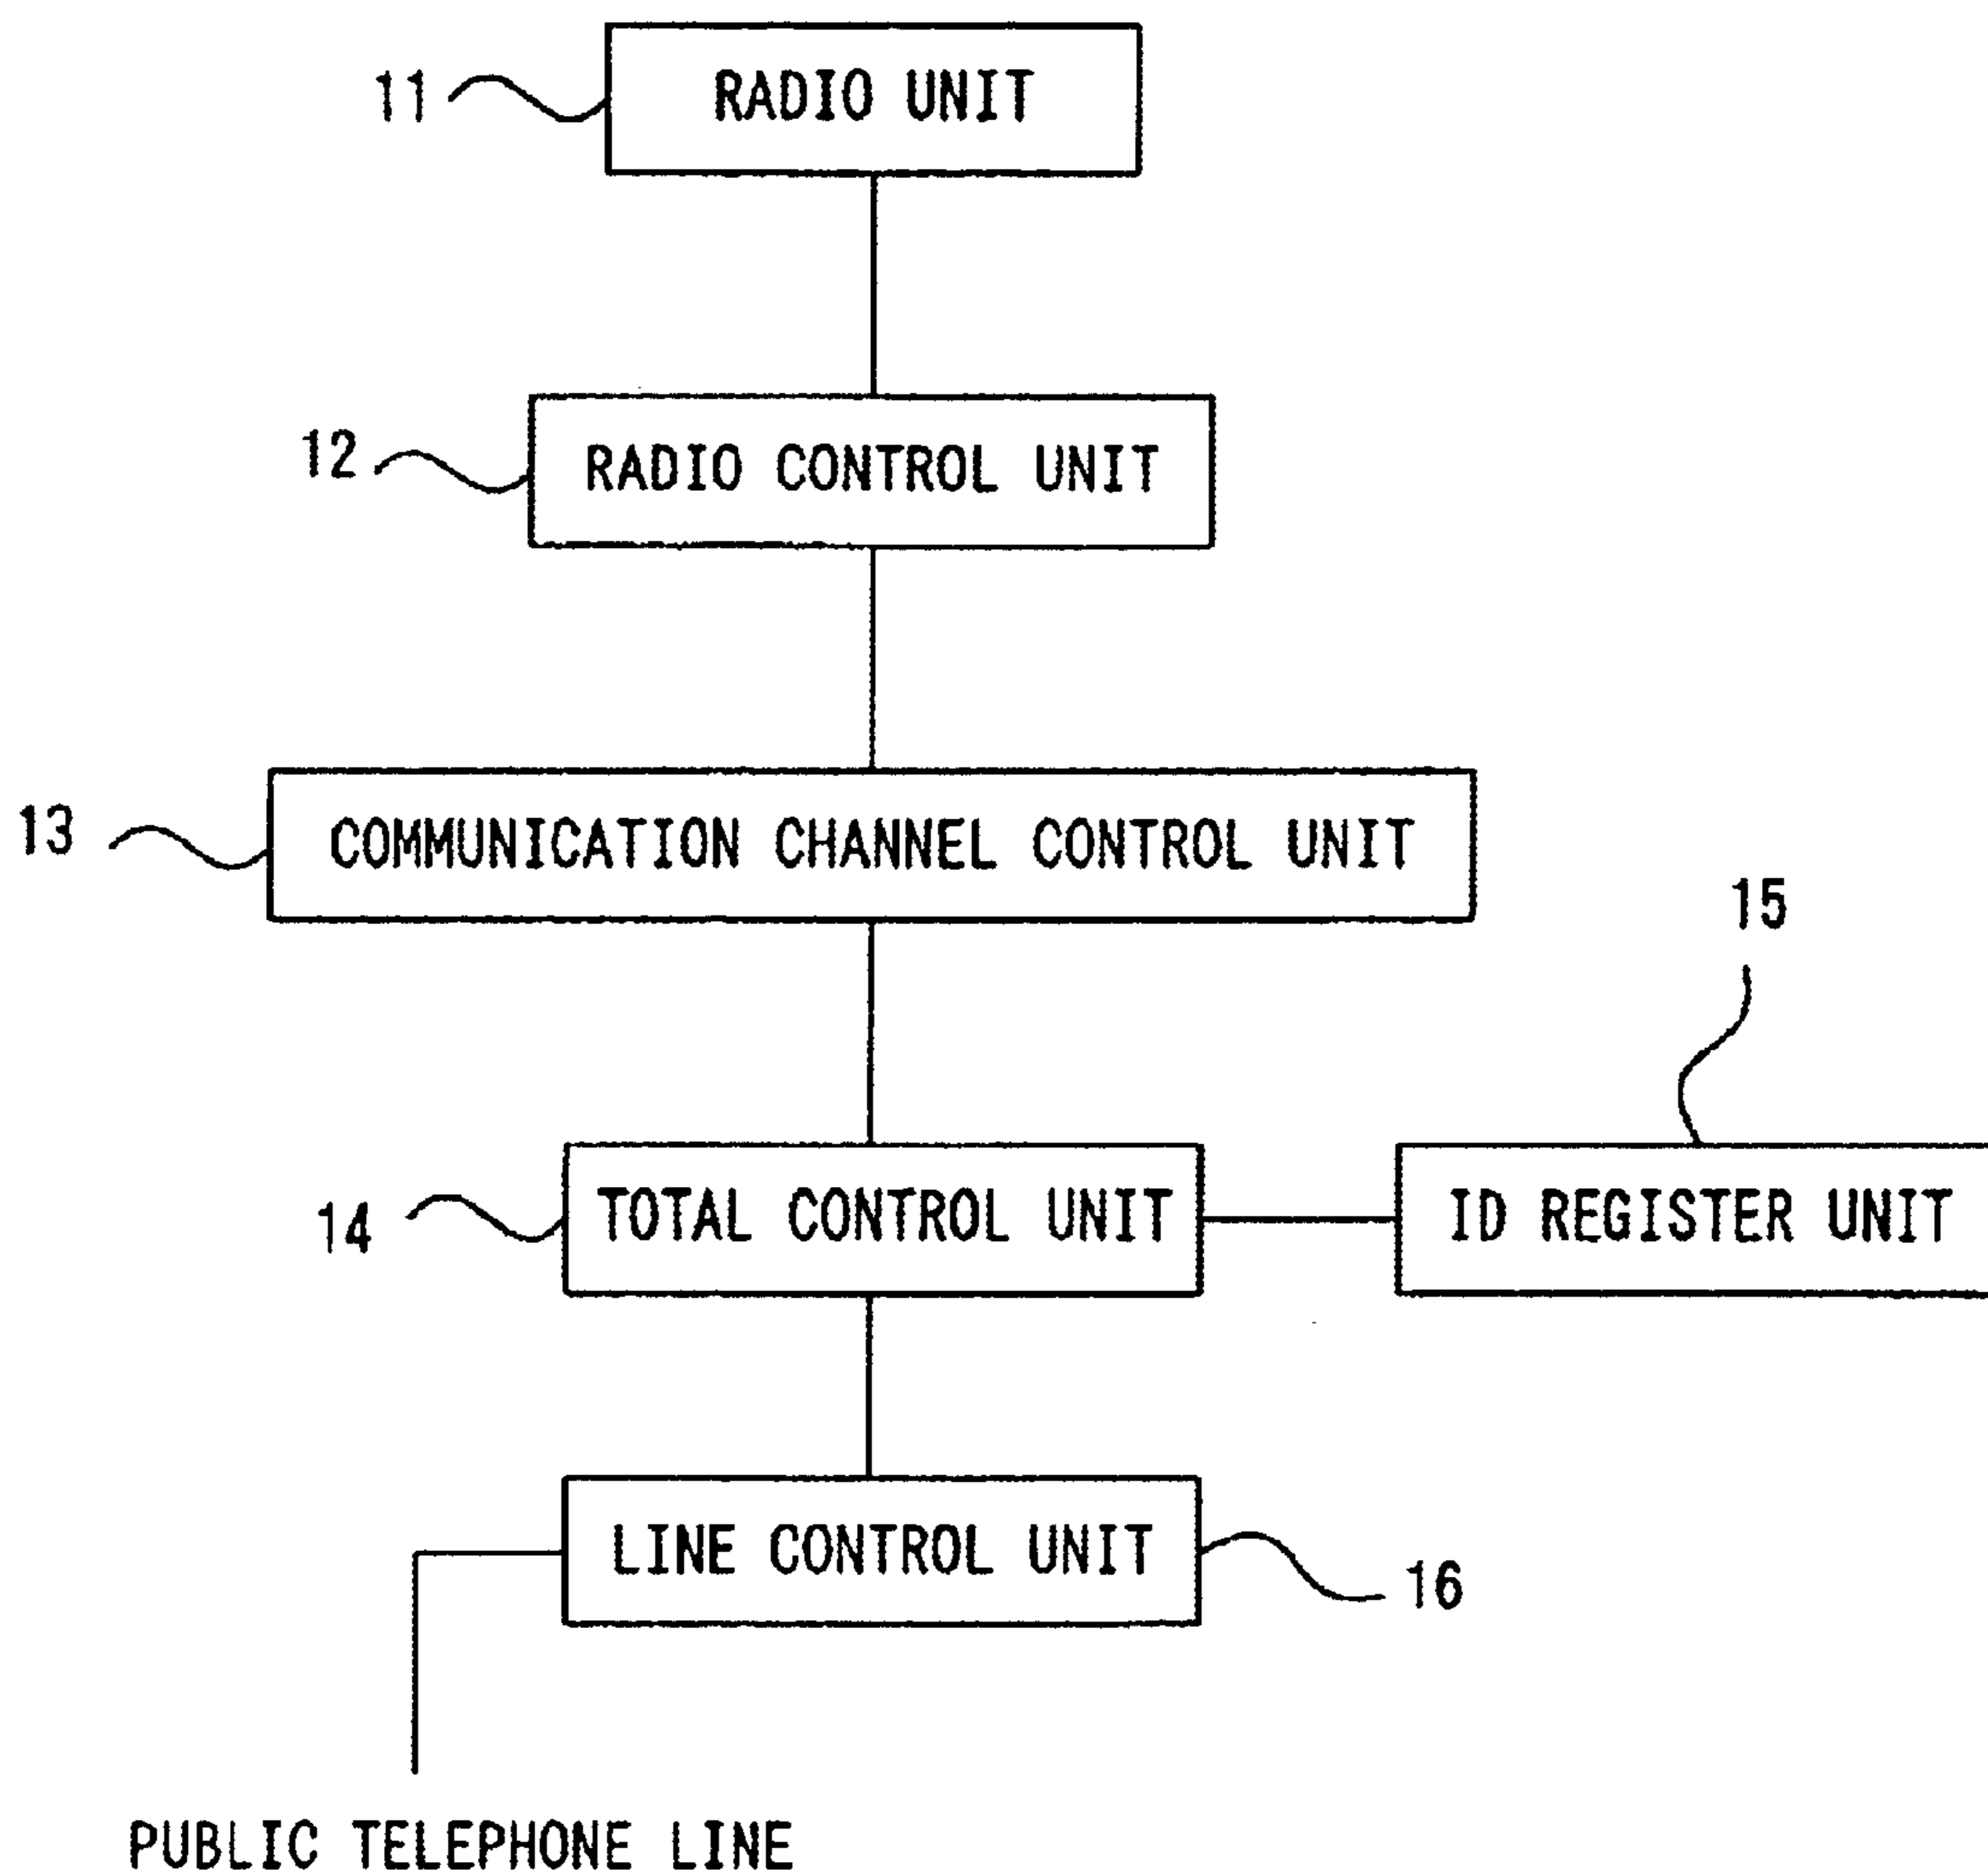 11
RADIO UNIT
12
RADIO CONTROL UNIT
13
COMMUNICATION CHANNEL CONTROL UNIT
15
14
TOTAL CONTROL UNIT
ID REGISTER UNIT
LINE CONTROL UNIT
16
PUBLIC TELEPHONE LINE